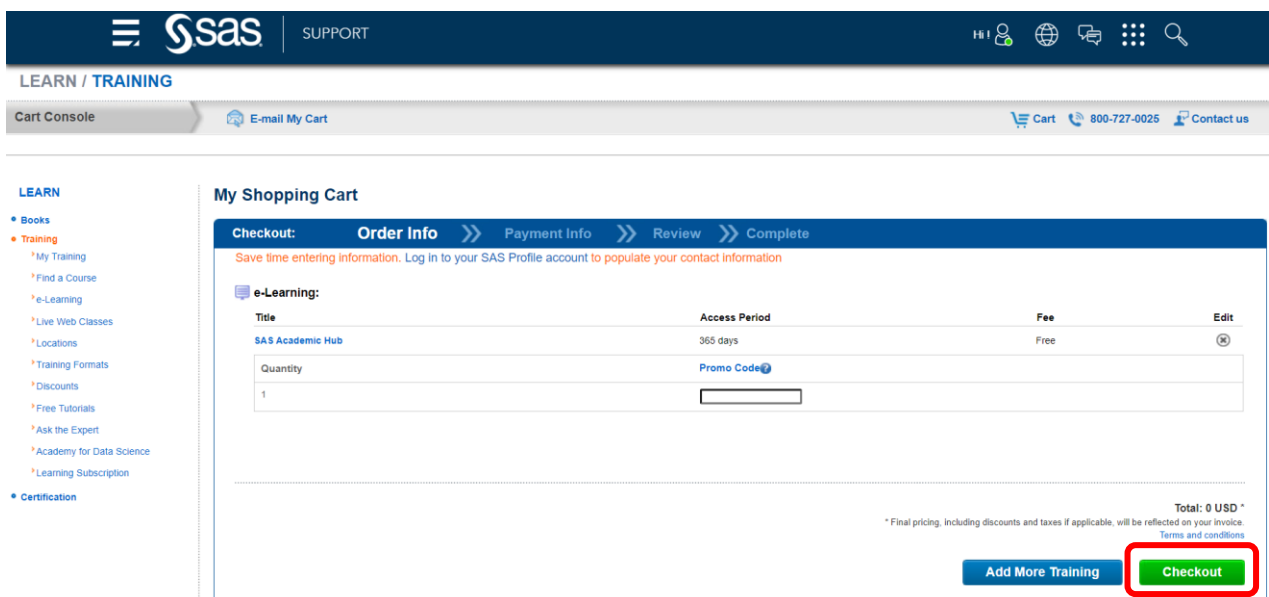 sas SUPPORT Hi !
LEARN / TRAINING
Cart Console E-mail My Cart Cart 800-727-0025 Contact us
LEARN
Books
Training
My Training
Find a Course
e-Learning
Live Web Classes
Locations
Training Formats
Discounts
Free Tutorials
Ask the Expert
Academy for Data Science
Learning Subscription
Certification
My Shopping Cart
Checkout: Order Info Payment Info Review Complete
Save time entering information. Log in to your SAS Profile account to populate your contact information
e-Learning:
Title Access Period Fee Edit
SAS Academic Hub 365 days Free
Quantity Promo Code
1
Total: 0 USD *
* Final pricing, including discounts and taxes if applicable, will be reflected on your invoice.
Terms and conditions
Add More Training Checkout